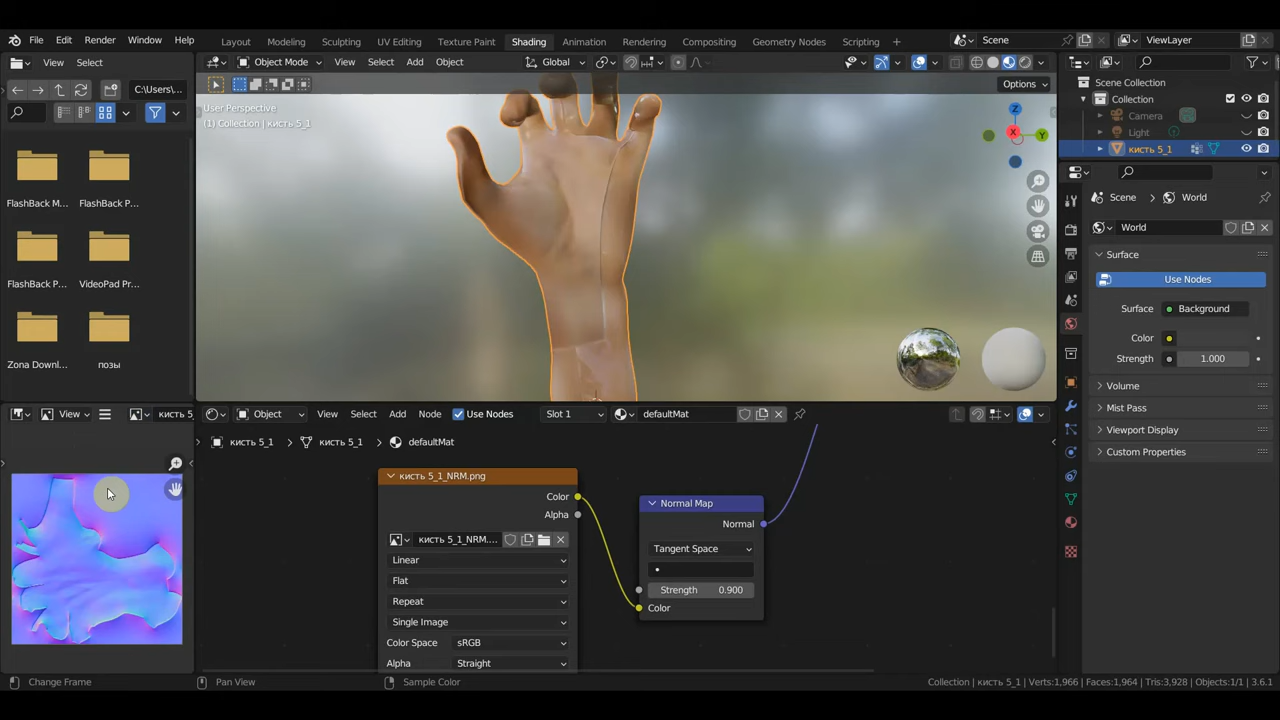 File Edit Render Window Help Layout Modeling Sculpting UV Editing Texture Paint Shading Animation Rendering Compositing Geometry Nodes Scripting + Scene ViewLayer
View Select Object Mode View Select Add Object Global
C:\Users\... Options Scene Collection
User Perspective Collection
(1) Collection | кисть 5_1 Camera
Light
кисть 5_1
Z
X
Y
FlashBack M... FlashBack P... Scene World
World
Surface
FlashBack P... VideoPad Pr... Use Nodes
Surface Background
Color
Zona Downl... позы Strength 1.000
Volume
Mist Pass
View кисть 5_ Object View Select Add Node Use Nodes Slot 1 defaultMat
Viewport Display
кисть 5_1 > кисть 5_1 > defaultMat
Custom Properties
кисть 5_1_NRM.png
Color
Alpha
кисть 5_1_NRM....
Linear
Flat
Repeat
Single Image
Color Space sRGB
Alpha Straight
Normal Map
Normal
Tangent Space
Strength 0.900
Color
Change Frame Pan View Sample Color Collection | кисть 5_1 | Verts:1,966 | Faces:1,964 | Tris:3,928 | Objects:1/1 | 3.6.1